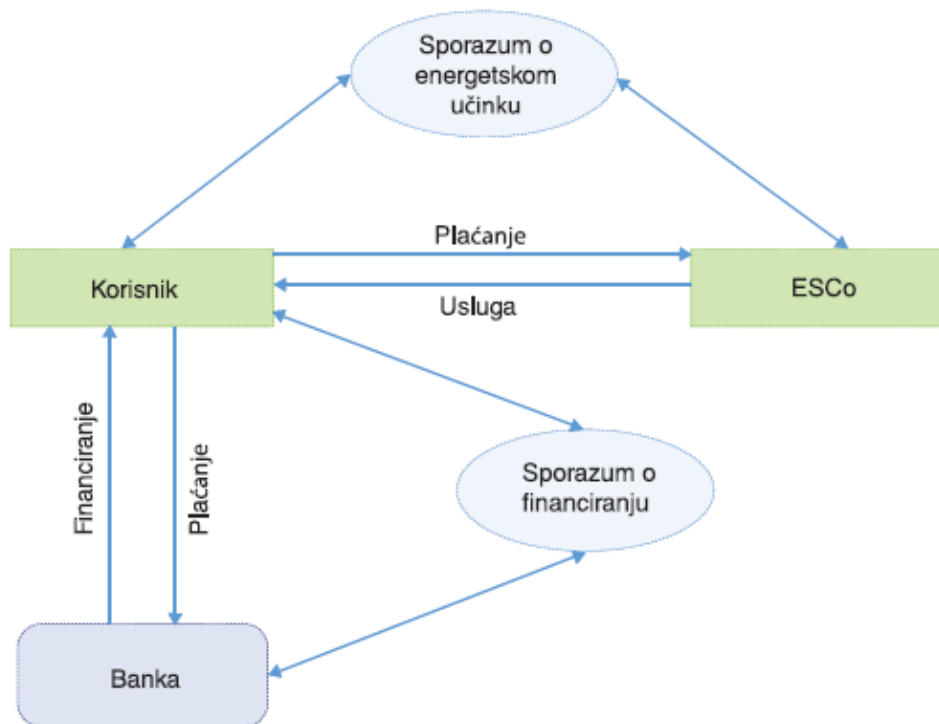 Sporazum o
energetskom
učinku
Plaćanje
Korisnik
ESCo
Usluga
Financiranje
Plaćanje
Sporazum o
financiranju
Banka